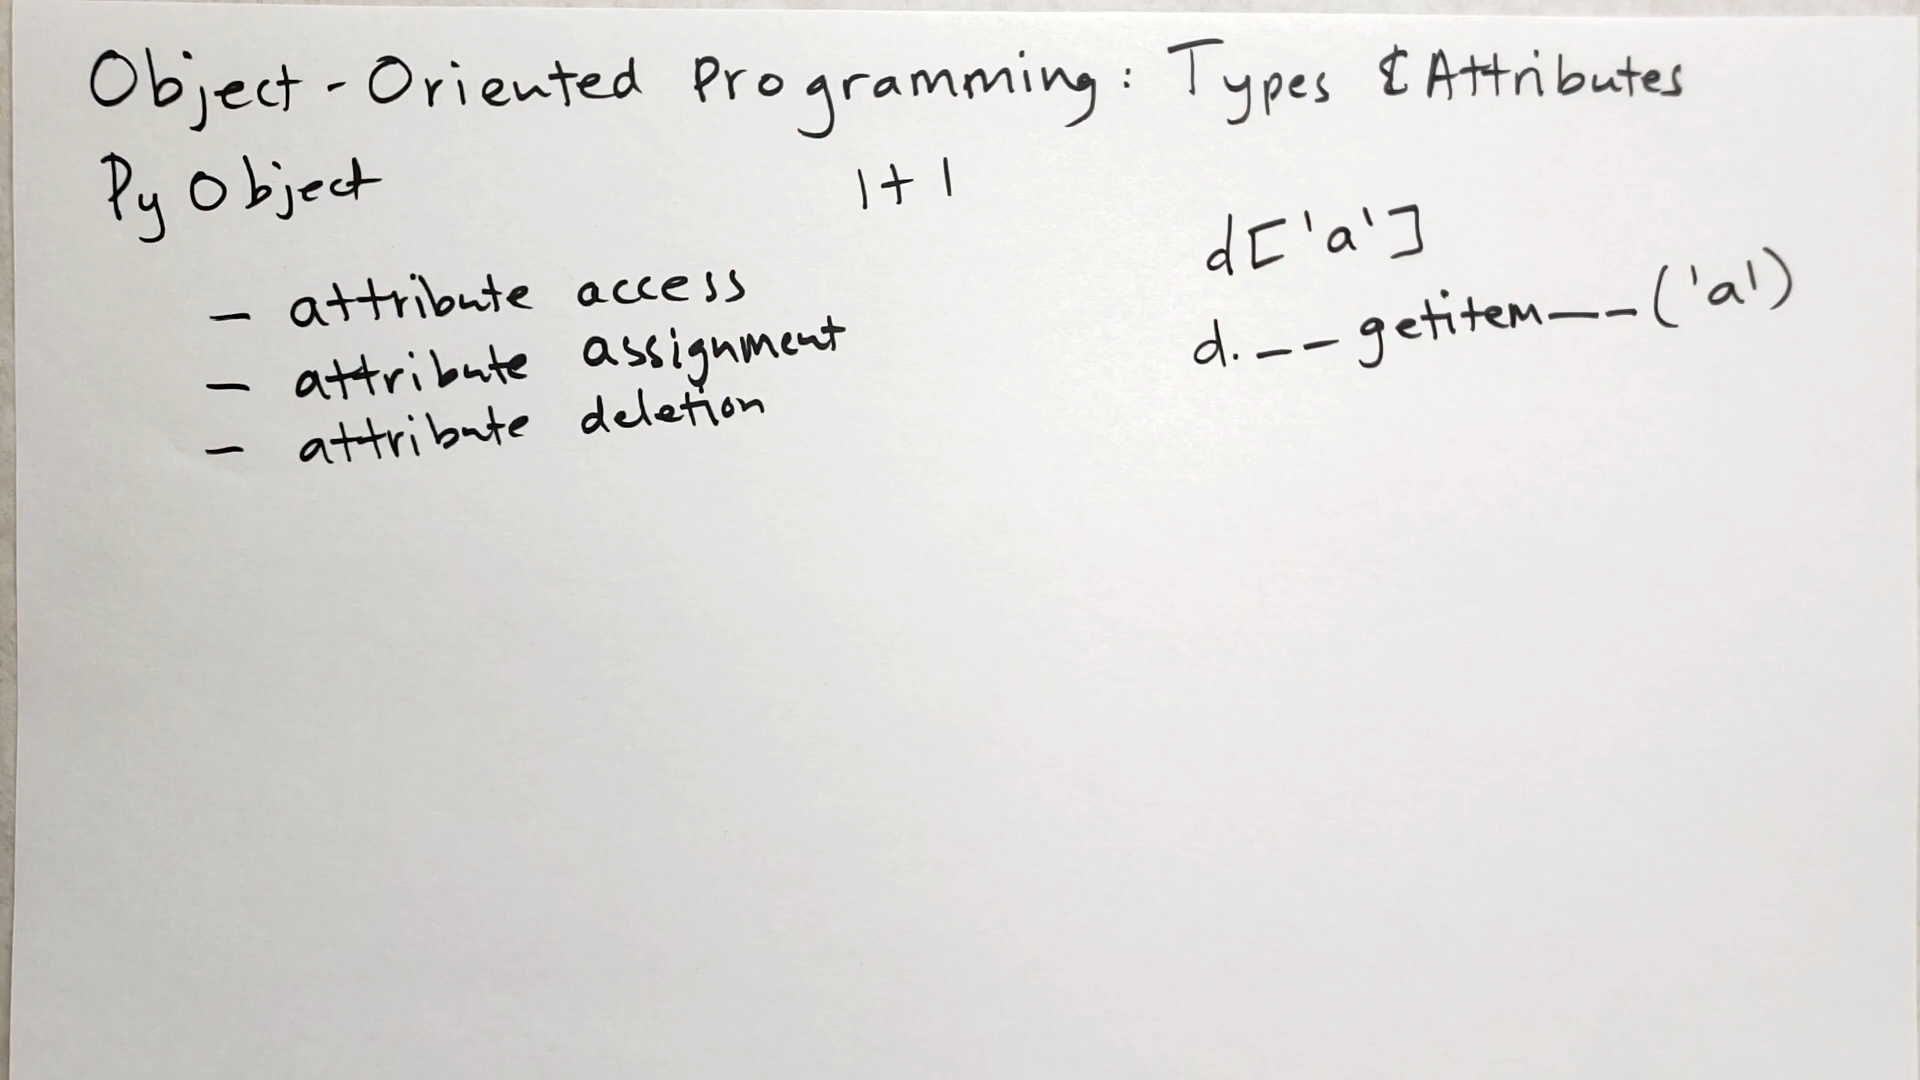 Object-Oriented Programming: Types & Attributes
PyObject
1+1
- attribute access
- attribute assignment
- attribute deletion
d['a']
d.__getitem__('a')